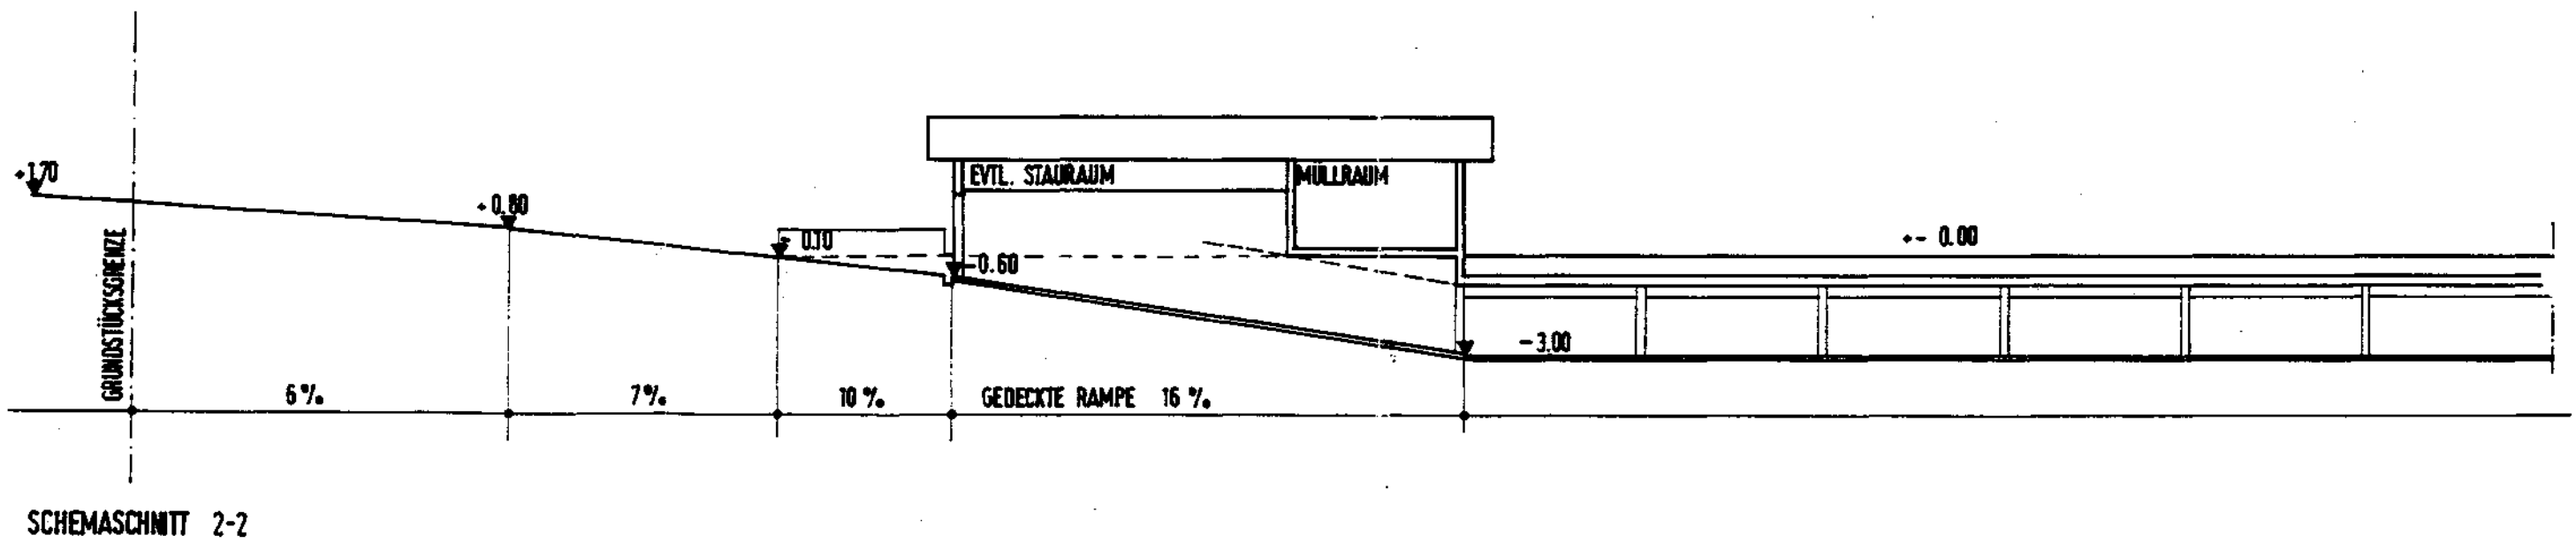 +1.70
+0.80
- 0.10
-0.60
EVTL. STAURAUM
MÜLLRAUM
+- 0.00
-3.00
GRUNDSTÜCKSGRENZE
6 %
7 %
10 %
GEDECKTE RAMPE 16 %
SCHEMASCHNITT 2-2